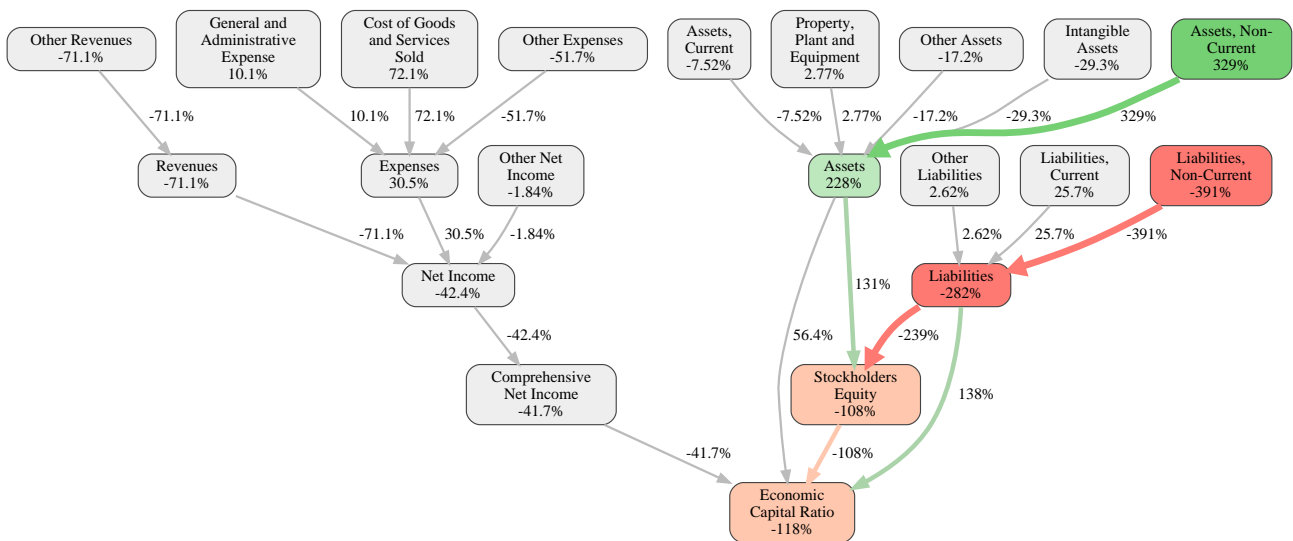 Other Revenues
-71.1%
General and
Administrative
Expense
10.1%
Cost of Goods
and Services
Sold
72.1%
Other Expenses
-51.7%
Assets,
Current
-7.52%
Property,
Plant and
Equipment
2.77%
Other Assets
-17.2%
Intangible
Assets
-29.3%
Assets, Non-
Current
329%
-71.1%
10.1%
72.1%
-51.7%
-7.52%
2.77%
-17.2%
-29.3%
329%
Revenues
-71.1%
Expenses
30.5%
Other Net
Income
-1.84%
Assets
228%
Other
Liabilities
2.62%
Liabilities,
Current
25.7%
Liabilities,
Non-Current
-391%
-71.1%
30.5%
-1.84%
2.62%
25.7%
-391%
Net Income
-42.4%
Liabilities
-282%
131%
-42.4%
56.4%
-239%
Comprehensive
Net Income
-41.7%
Stockholders
Equity
-108%
138%
-41.7%
-108%
Economic
Capital Ratio
-118%